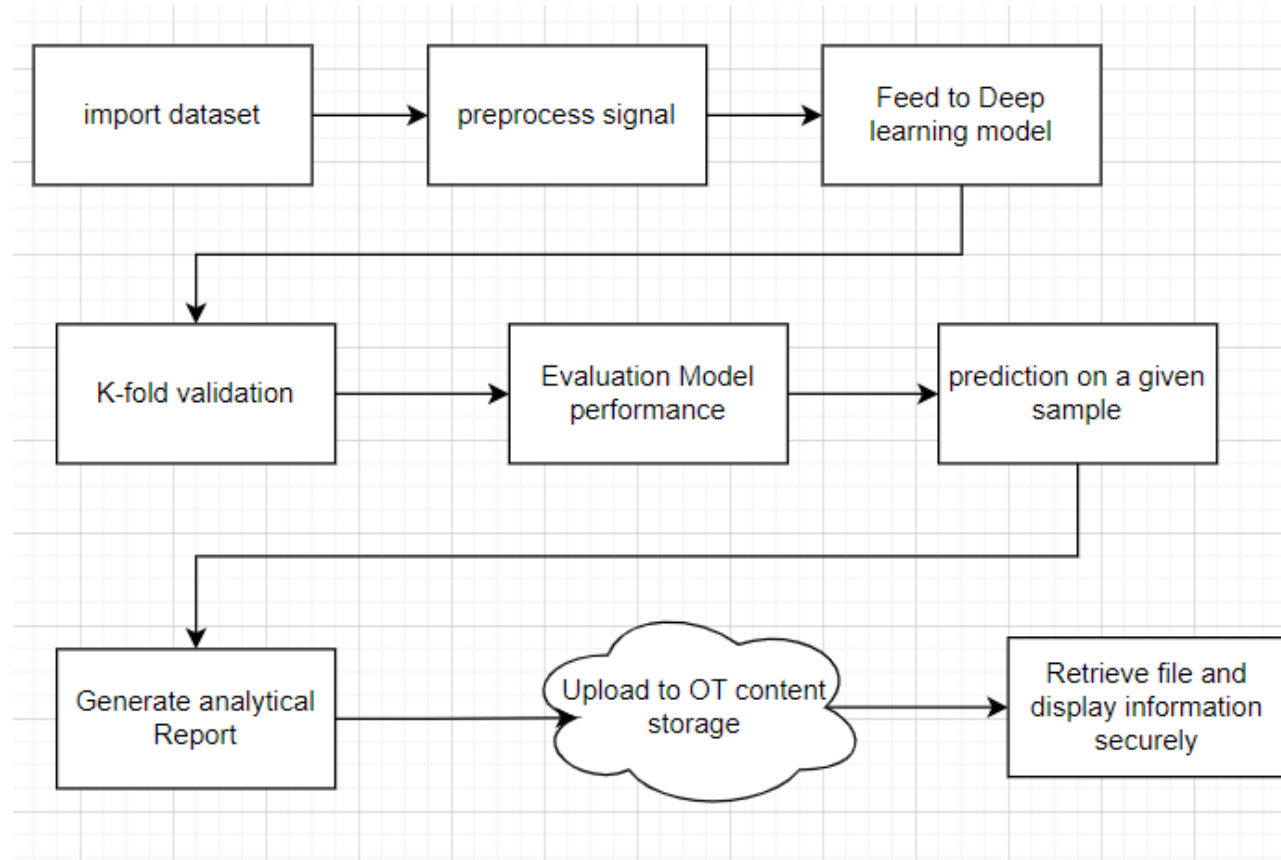 import dataset
preprocess signal
Feed to Deep
learning model
K-fold validation
Evaluation Model
performance
prediction on a given
sample
Generate analytical
Report
Upload to OT content
storage
Retrieve file and
display information
securely